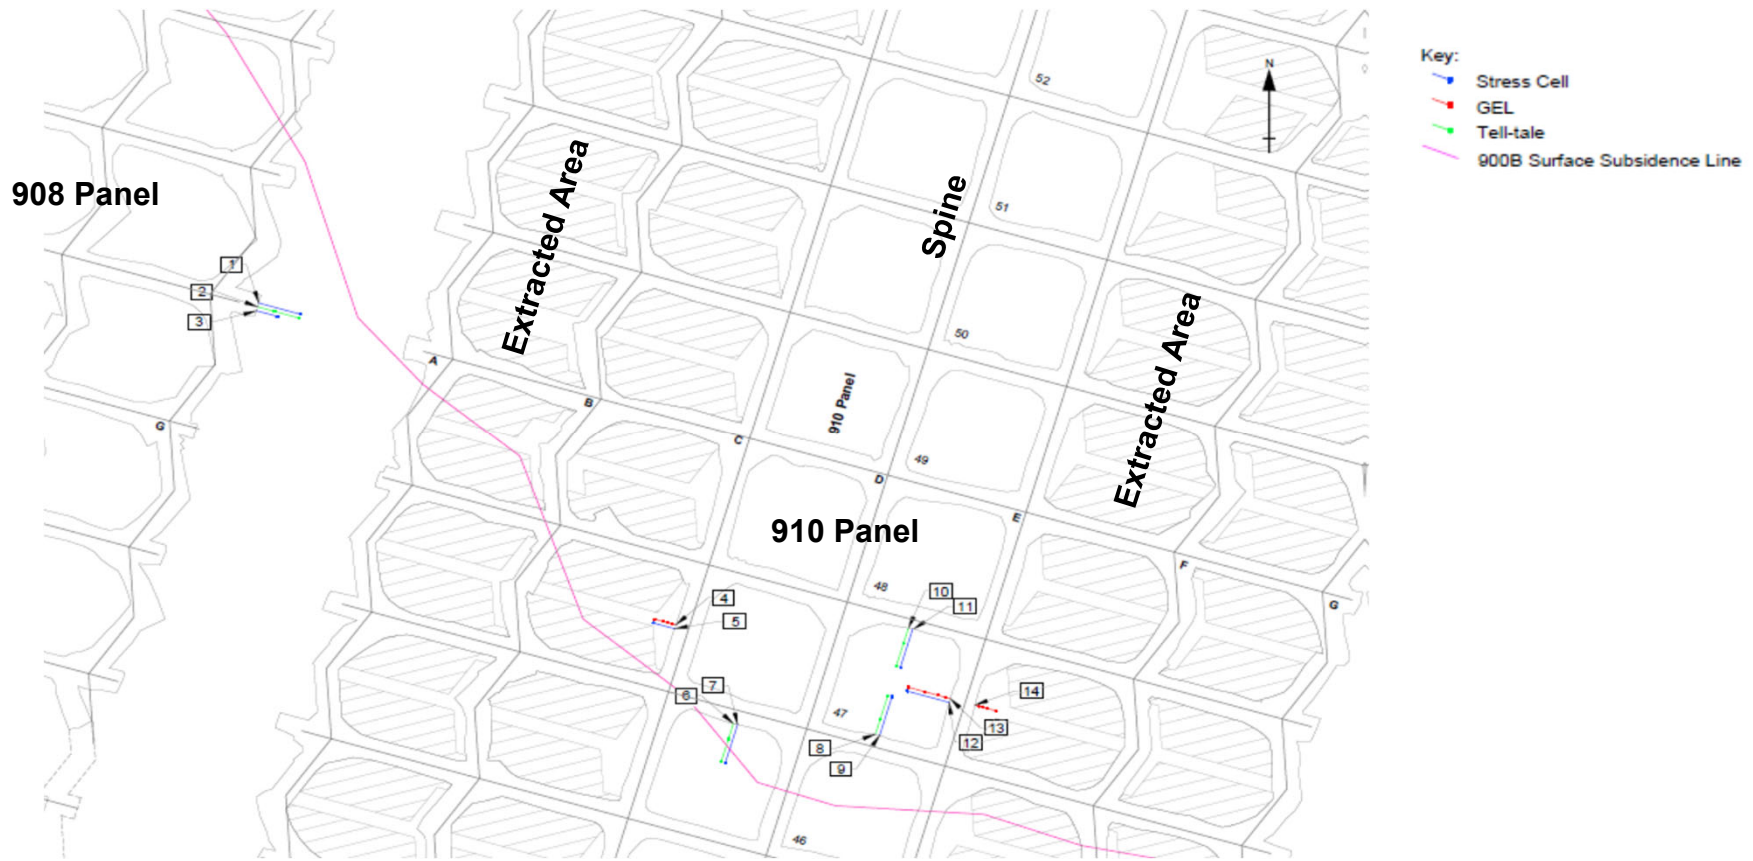 Key:
Stress Cell
GEL
Tell-tale
900B Surface Subsidence Line
N
52
908 Panel
Extracted Area
Spine
51
1
2
3
50
Extracted Area
A
B
910 Panel
G
C
49
D
E
910 Panel
F
48
10
11
4
5
G
7
6
14
47
13
12
8
9
46